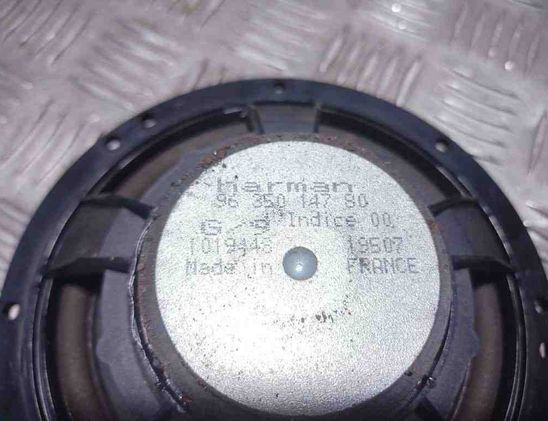 harman
96 350 147 80
Indice 00
1019443 19507
Made in FRANCE